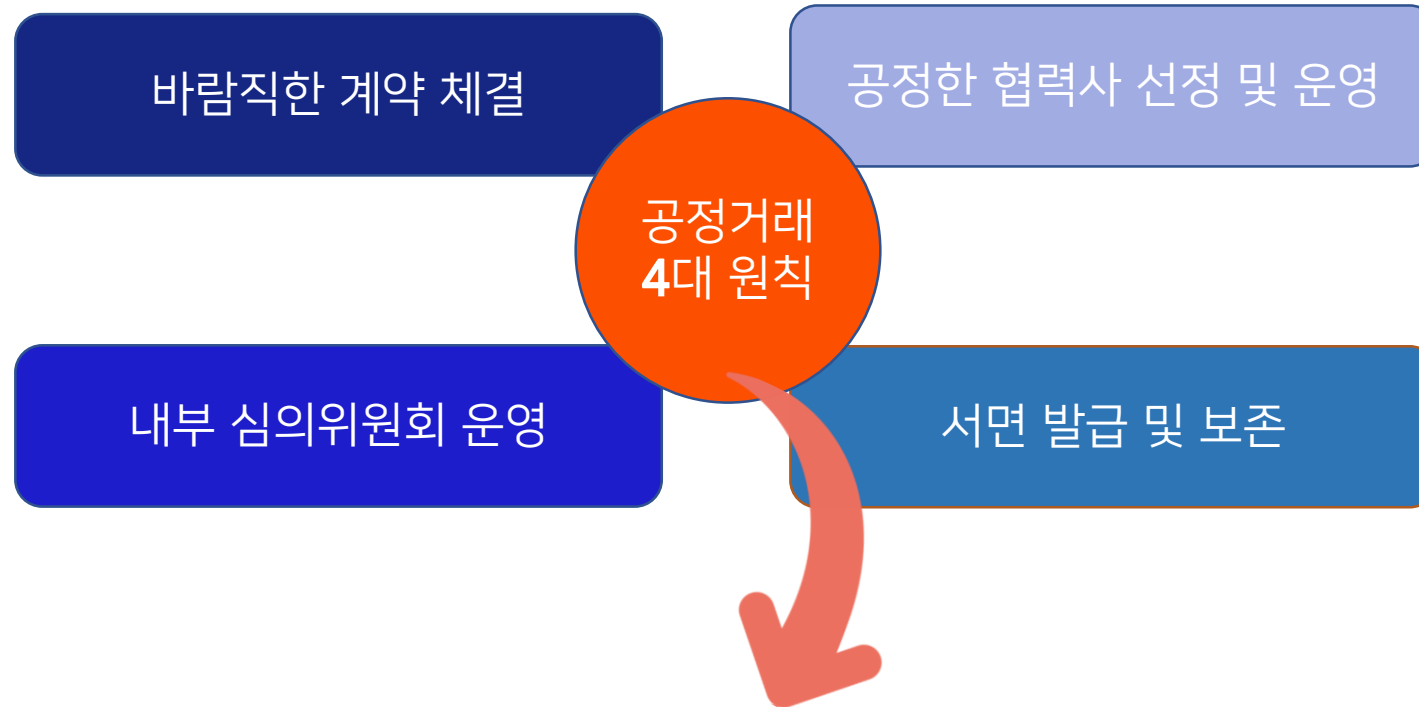 바람직한 계약 체결
공정한 협력사 선정 및 운영
공정거래
4대 원칙
내부 심의위원회 운영
서면 발급 및 보존